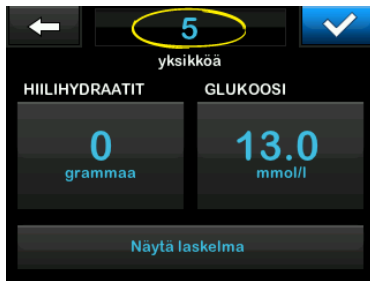 5
yksikköä
HIILIHYDRAATIT GLUKOOSI
0 13.0
grammaa mmol/l
Näytä laskelma